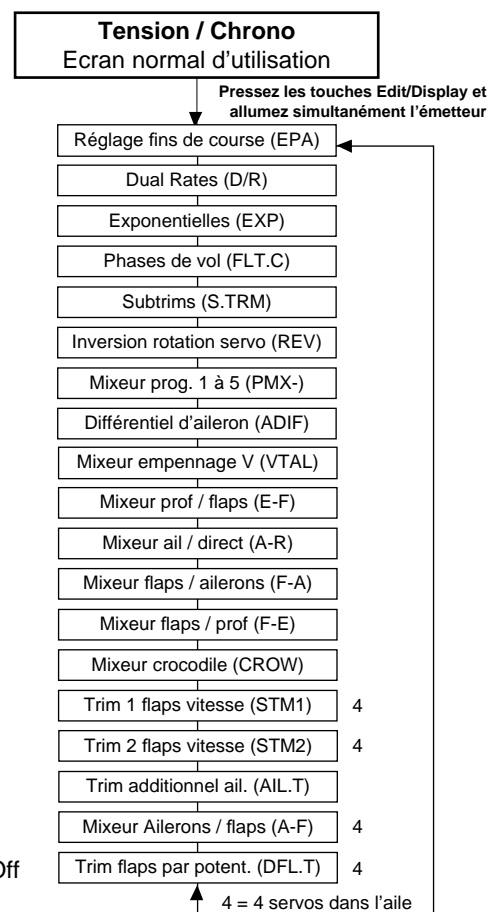 Tension / Chrono
Ecran normal d'utilisation
Pressez les touches Edit/Display et
allumez simultanément l'émetteur
Réglage fins de course (EPA)
Dual Rates (D/R)
Exponentielles (EXP)
Phases de vol (FLT.C)
Subtrims (S.TRM)
Inversion rotation servo (REV)
Mixeur prog. 1 à 5 (PMX-)
Différentiel d'aileron (ADIF)
Mixeur empennage V (VTAL)
Mixeur prof / flaps (E-F)
Mixeur ail / direct (A-R)
Mixeur flaps / ailerons (F-A)
Mixeur flaps / prof (F-E)
Mixeur crocodile (CROW)
Trim 1 flaps vitesse (STM1) 4
Trim 2 flaps vitesse (STM2) 4
Trim additionnel ail. (AIL.T)
Mixeur Ailerons / flaps (A-F) 4
Trim flaps par potent. (DFL.T) 4
4 = 4 servos dans l'aile